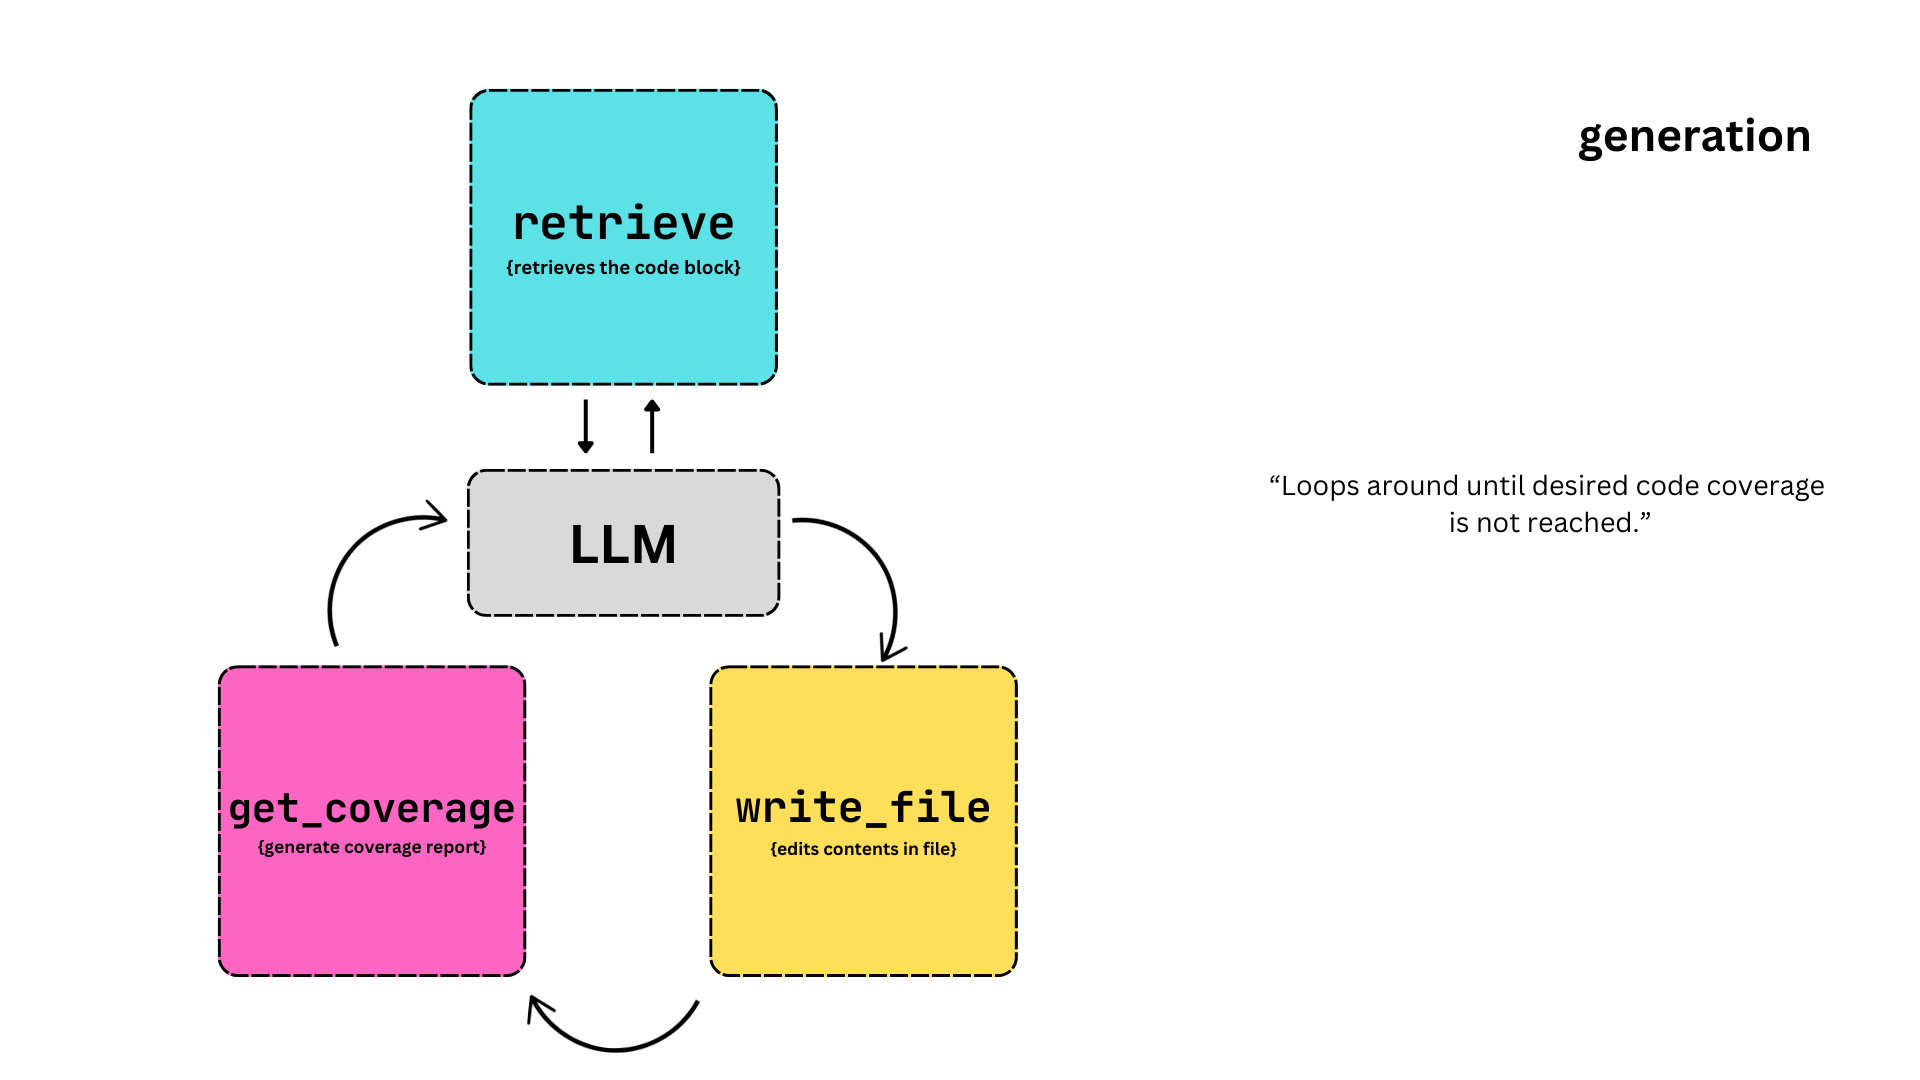 generation
retrieve
{retrieves the code block}
LLM
“Loops around until desired code coverage
is not reached.”
get_coverage
{generate coverage report}
write_file
{edits contents in file}